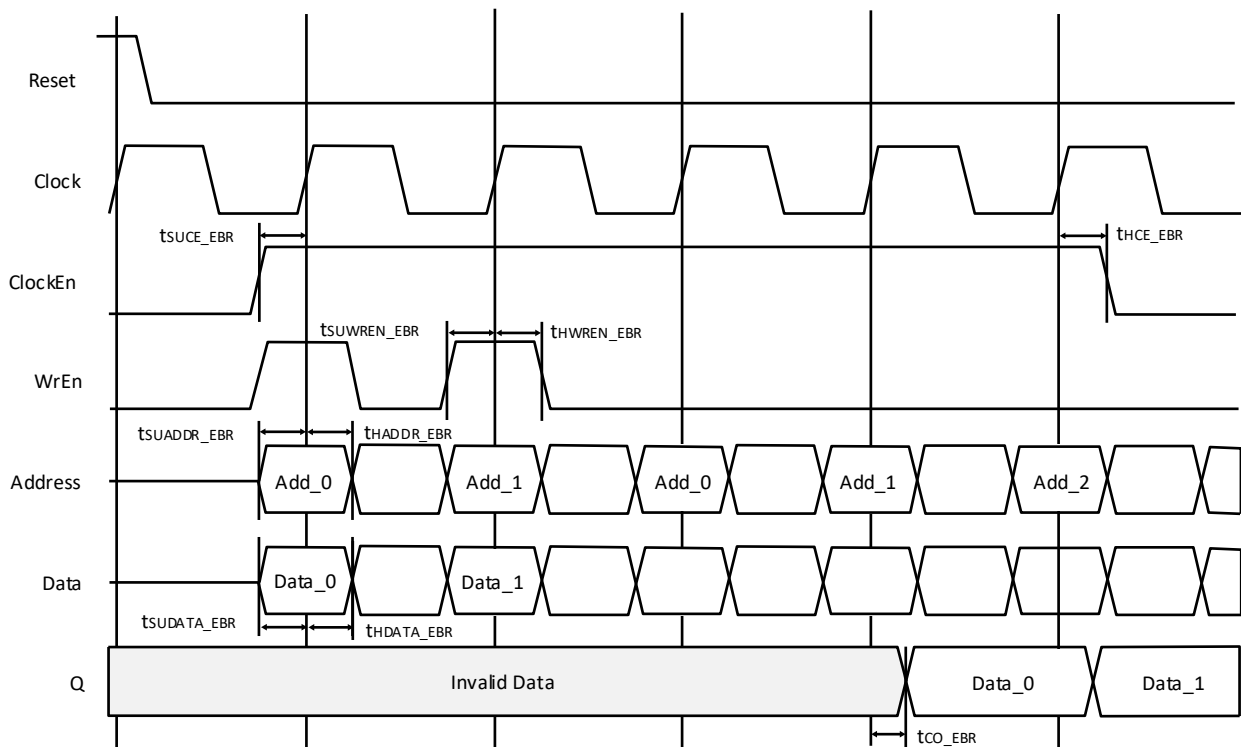 Reset
Clock
tSUCE_EBR
tHCE_EBR
ClockEn
tSUWREN_EBR
tHWREN_EBR
WrEn
tSUADDR_EBR
tHADDR_EBR
Address
Add_0
Add_1
Add_0
Add_1
Add_2
Data
Data_0
Data_1
tSUDATA_EBR
tHDATA_EBR
Q
Invalid Data
Data_0
Data_1
tCO_EBR